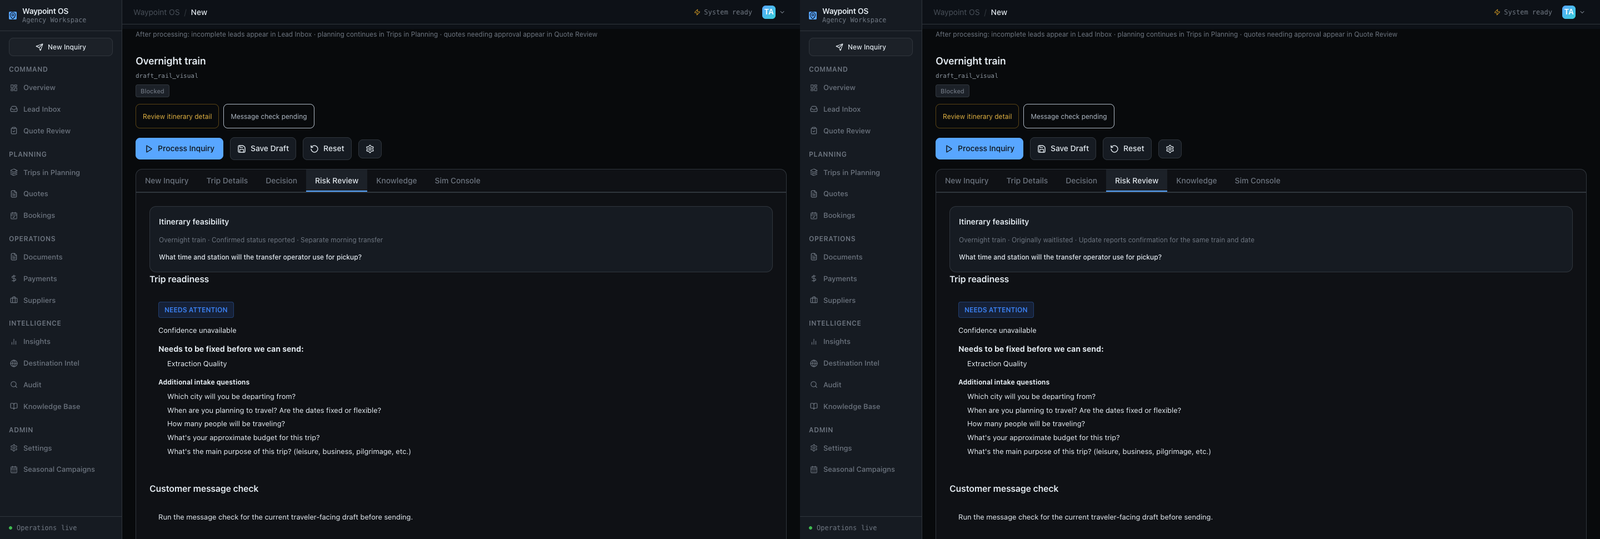 Waypoint OS
Agency Workspace
New Inquiry
COMMAND
Overview
Lead Inbox
Quote Review
PLANNING
Trips in Planning
Quotes
Bookings
OPERATIONS
Documents
Payments
Suppliers
INTELLIGENCE
Insights
Destination Intel
Audit
Knowledge Base
ADMIN
Settings
Seasonal Campaigns
Operations live
Waypoint OS / New
System ready
TA
After processing: incomplete leads appear in Lead Inbox · planning continues in Trips in Planning · quotes needing approval appear in Quote Review
Overnight train
draft_rail_visual
Blocked
Review itinerary detail
Message check pending
Process Inquiry
Save Draft
Reset
New Inquiry
Trip Details
Decision
Risk Review
Knowledge
Sim Console
Itinerary feasibility
Overnight train · Confirmed status reported · Separate morning transfer
What time and station will the transfer operator use for pickup?
Trip readiness
NEEDS ATTENTION
Confidence unavailable
Needs to be fixed before we can send:
Extraction Quality
Additional intake questions
Which city will you be departing from?
When are you planning to travel? Are the dates fixed or flexible?
How many people will be traveling?
What's your approximate budget for this trip?
What's the main purpose of this trip? (leisure, business, pilgrimage, etc.)
Customer message check
Run the message check for the current traveler-facing draft before sending.
Waypoint OS
Agency Workspace
New Inquiry
COMMAND
Overview
Lead Inbox
Quote Review
PLANNING
Trips in Planning
Quotes
Bookings
OPERATIONS
Documents
Payments
Suppliers
INTELLIGENCE
Insights
Destination Intel
Audit
Knowledge Base
ADMIN
Settings
Seasonal Campaigns
Operations live
Waypoint OS / New
System ready
TA
After processing: incomplete leads appear in Lead Inbox · planning continues in Trips in Planning · quotes needing approval appear in Quote Review
Overnight train
draft_rail_visual
Blocked
Review itinerary detail
Message check pending
Process Inquiry
Save Draft
Reset
New Inquiry
Trip Details
Decision
Risk Review
Knowledge
Sim Console
Itinerary feasibility
Overnight train · Originally waitlisted · Update reports confirmation for the same train and date
What time and station will the transfer operator use for pickup?
Trip readiness
NEEDS ATTENTION
Confidence unavailable
Needs to be fixed before we can send:
Extraction Quality
Additional intake questions
Which city will you be departing from?
When are you planning to travel? Are the dates fixed or flexible?
How many people will be traveling?
What's your approximate budget for this trip?
What's the main purpose of this trip? (leisure, business, pilgrimage, etc.)
Customer message check
Run the message check for the current traveler-facing draft before sending.